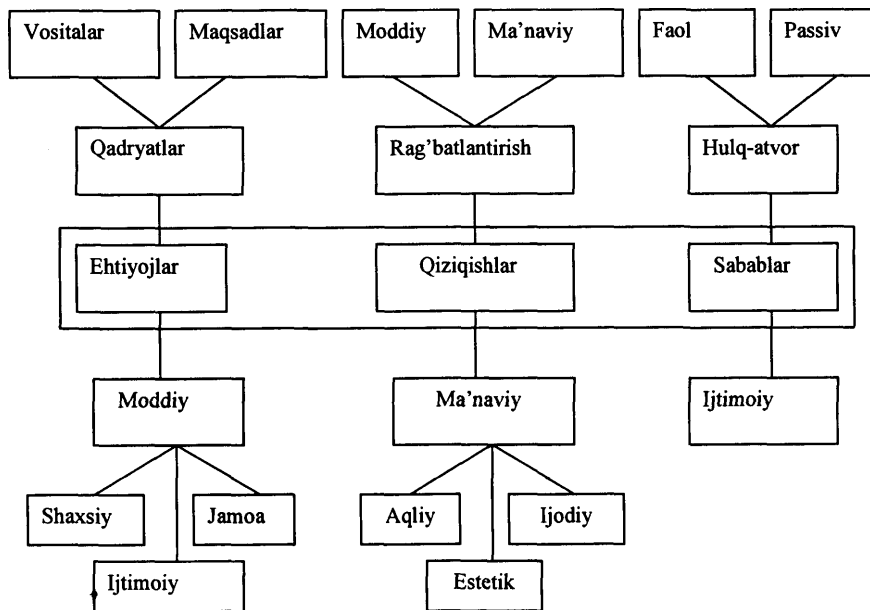 Vositalar
Maqsadlar
Moddiy
Ma'naviy
Faol
Passiv
Qadryatlar
Rag'batlantirish
Hulq-atvor
Ehtiyojlar
Qiziqishlar
Sabablar
Moddiy
Ma'naviy
Ijtimoiy
Shaxsiy
Jamoa
Aqliy
Ijodiy
Ijtimoiy
Estetik